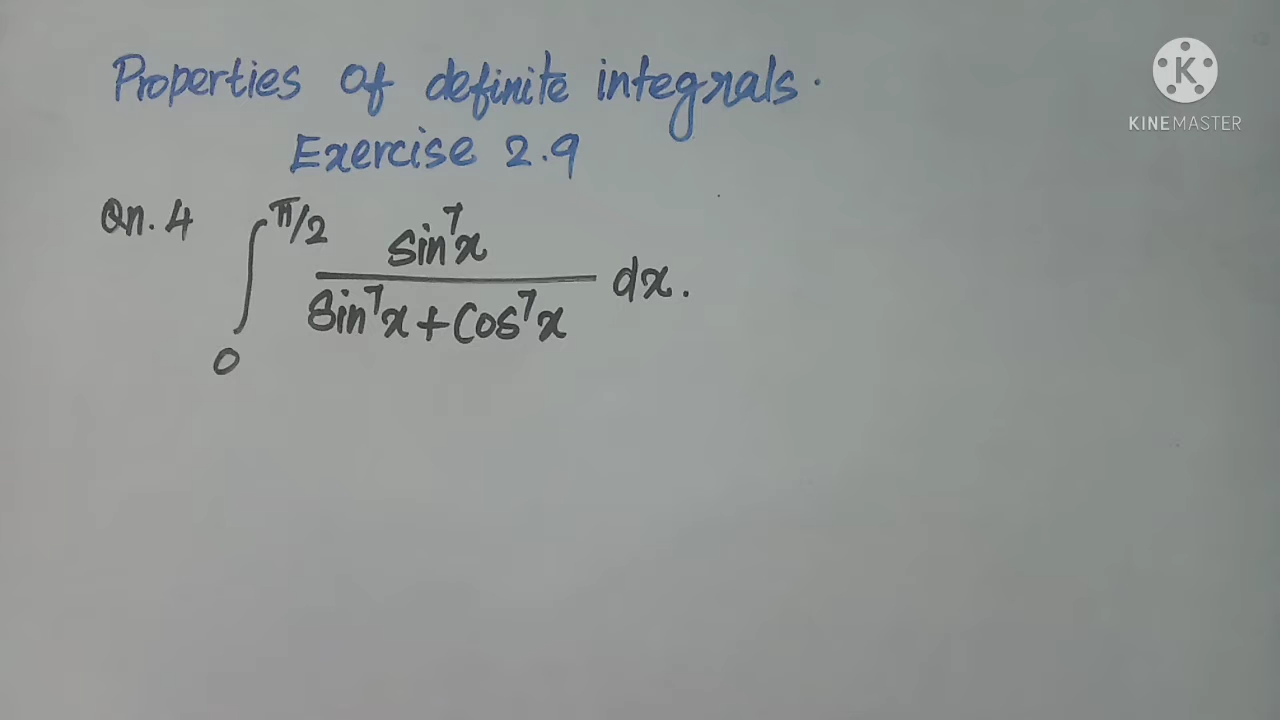 Properties of definite integrals.
Exercise 2.9
KINEMASTER
Qn. 4 ∫₀^π/2 sin⁷x / sin⁷x + cos⁷x dx.